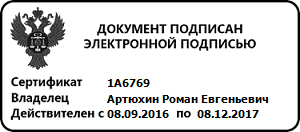 ДОКУМЕНТ ПОДПИСАН
ЭЛЕКТРОННОЙ ПОДПИСЬЮ
Сертификат 1A6769
Владелец Артюхин Роман Евгеньевич
Действителен с 08.09.2016 по 08.12.2017